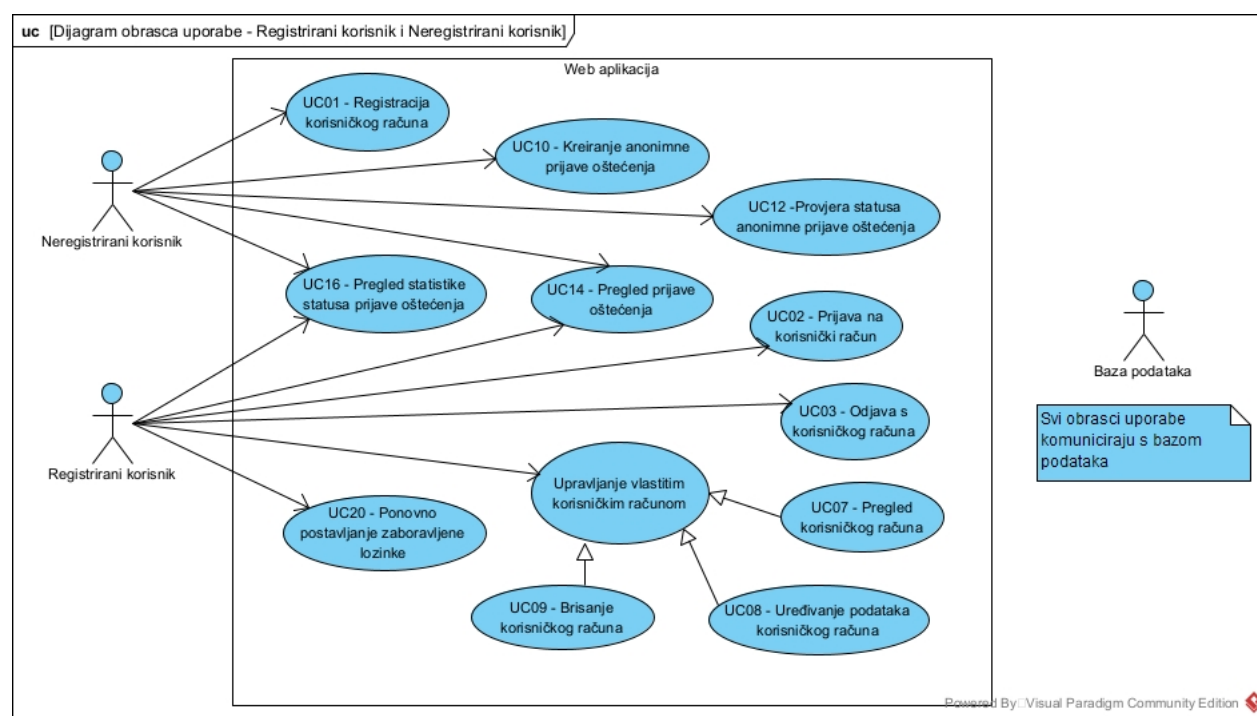 uc [Dijagram obrasca uporabe - Registrirani korisnik i Neregistrirani korisnik]
Web aplikacija
UC01 - Registracija
korisničkog računa
UC10 - Kreiranje anonimne
prijave oštećenja
UC12 -Provjera statusa
anonimne prijave oštećenja
Neregistrirani korisnik
UC16 - Pregled statistike
statusa prijave oštećenja
UC14 - Pregled prijave
oštećenja
UC02 - Prijava na
korisnički račun
Baza podataka
Svi obrasci uporabe
komuniciraju s bazom
podataka
UC03 - Odjava s
korisničkog računa
Registrirani korisnik
Upravljanje vlastitim
korisničkim računom
UC07 - Pregled
korisničkog računa
UC20 - Ponovno
postavljanje zaboravljene
lozinke
UC09 - Brisanje
korisničkog računa
UC08 - Uređivanje podataka
korisničkog računa
Powered By Visual Paradigm Community Edition